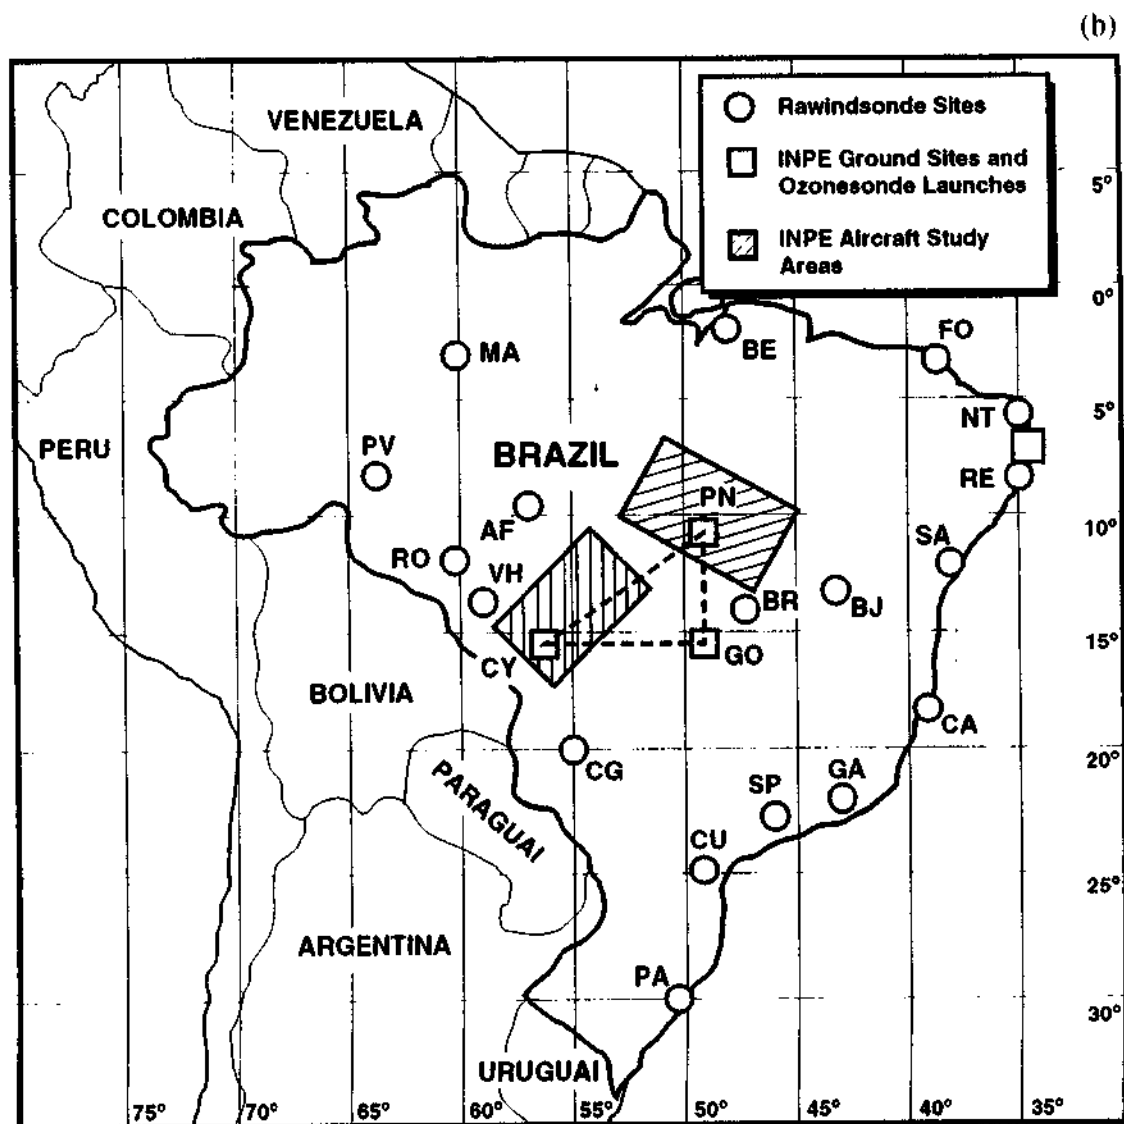 (b)
VENEZUELA
COLOMBIA
Rawindsonde Sites
INPE Ground Sites and
Ozonesonde Launches
INPE Aircraft Study
Areas
5°
0°
FO
BE
MA
NT
5°
PERU
PV
BRAZIL
RE
PN
AF
10°
SA
RO
VH
BR
BJ
15°
GO
CY
BOLIVIA
CA
20°
CG
PARAGUAI
SP
GA
CU
25°
ARGENTINA
PA
30°
URUGUAI
75°
70°
65°
60°
55°
50°
45°
40°
35°